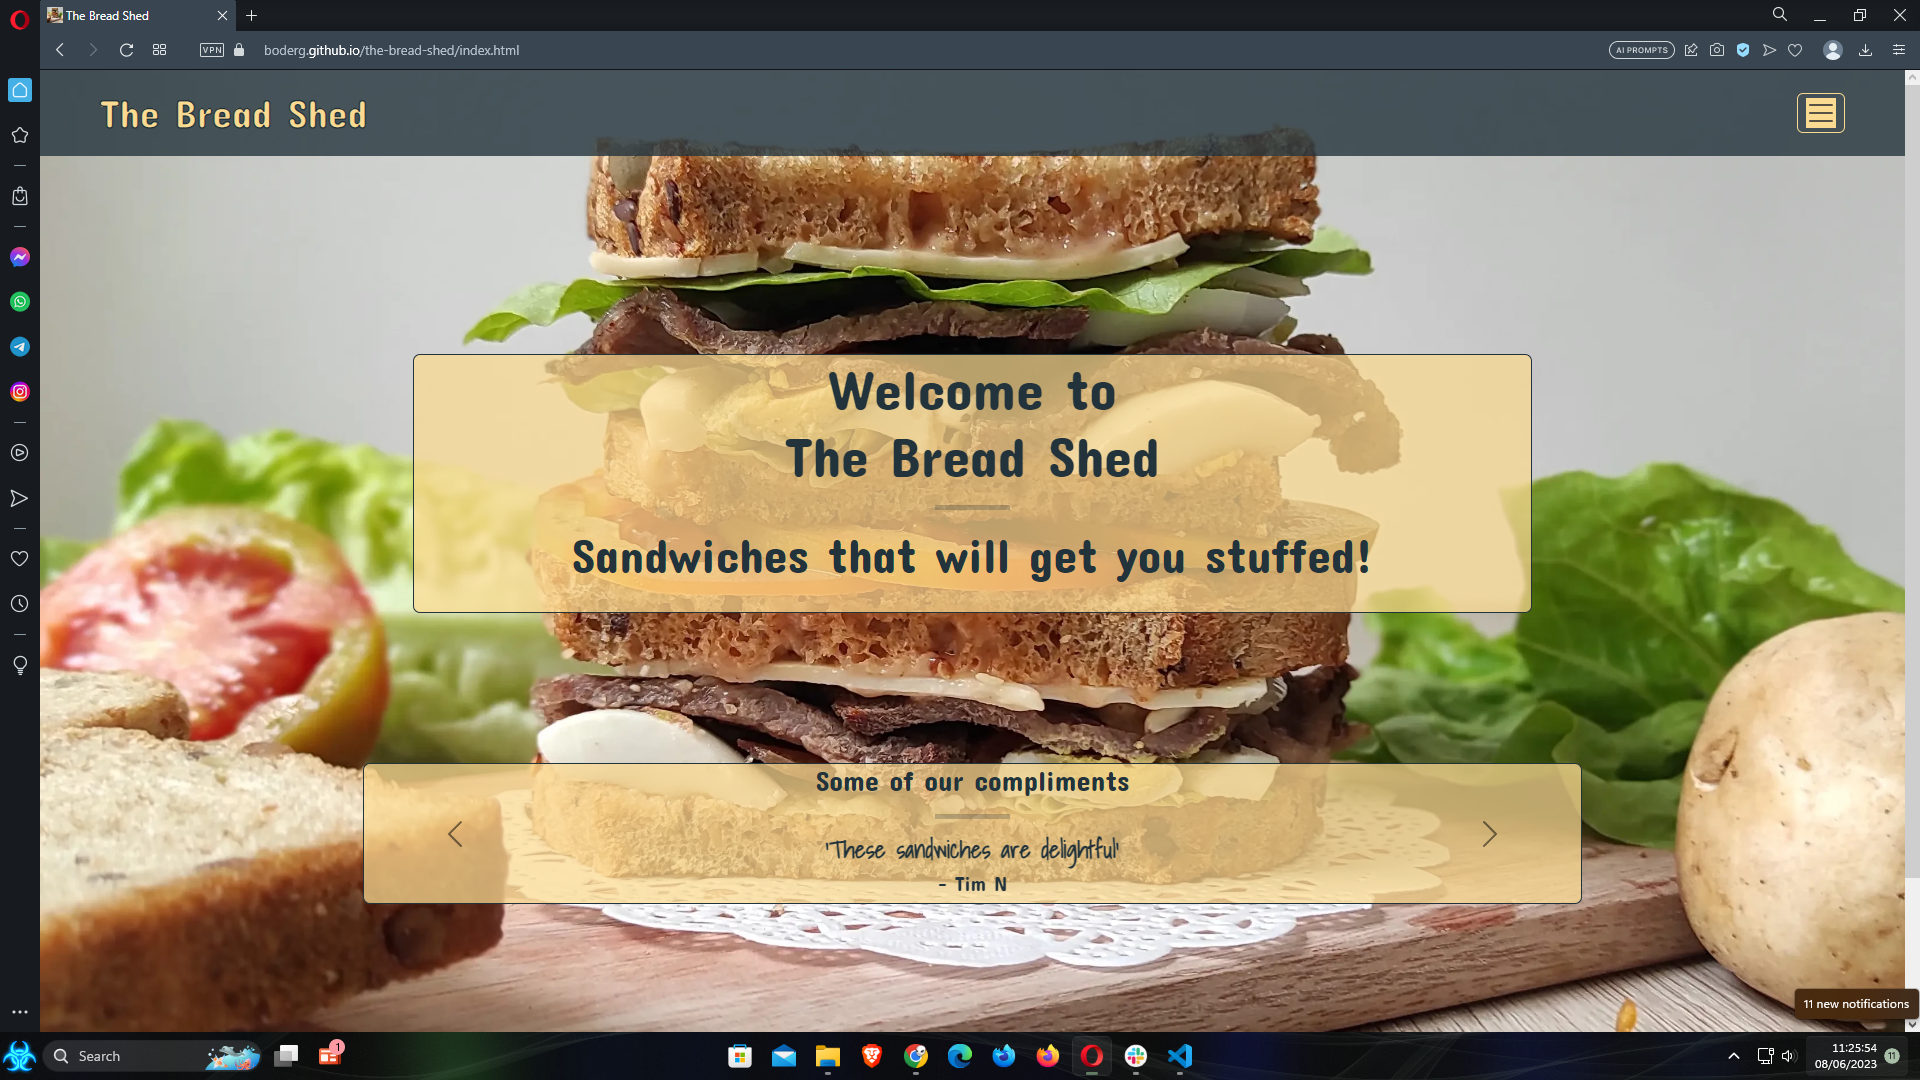 The Bread Shed
VPN
boderg.github.io/the-bread-shed/index.html
AI PROMPTS
The Bread Shed
Welcome to
The Bread Shed
Sandwiches that will get you stuffed!
Some of our compliments
'These sandwiches are delightful'
- Tim N
11 new notifications
Search
1
11:25:54
08/06/2023
11